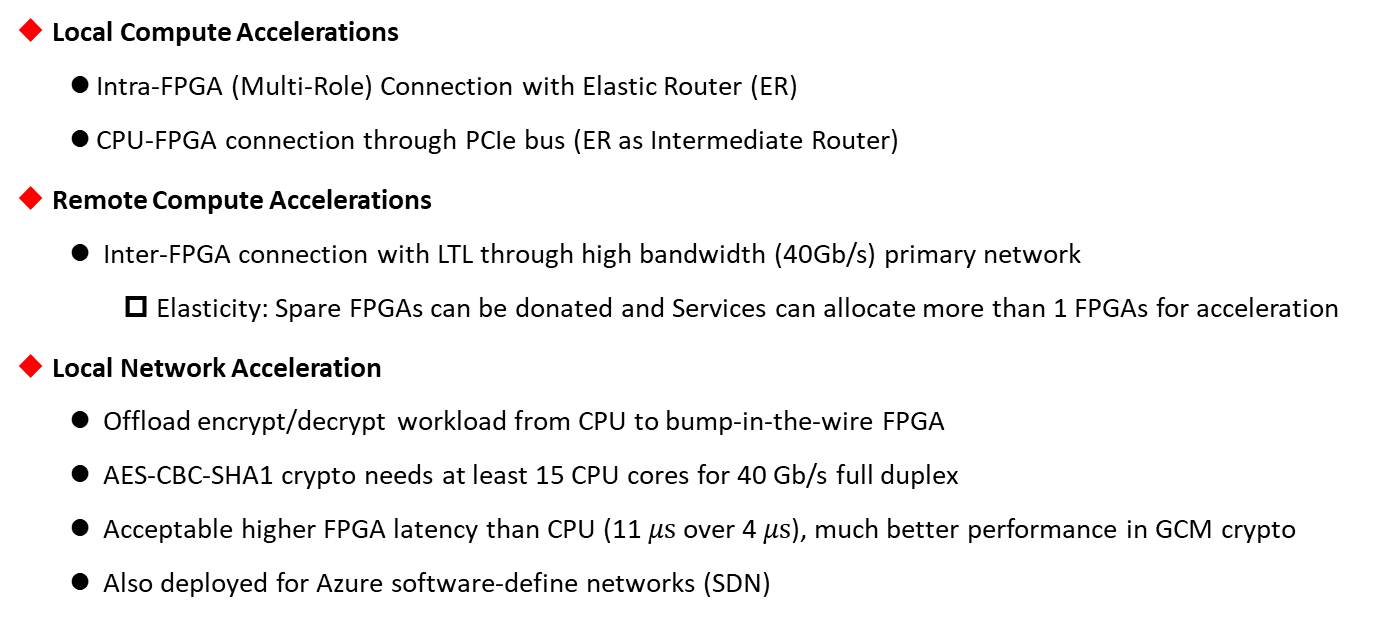 Local Compute Accelerations
Intra-FPGA (Multi-Role) Connection with Elastic Router (ER)
CPU-FPGA connection through PCIe bus (ER as Intermediate Router)
Remote Compute Accelerations
Inter-FPGA connection with LTL through high bandwidth (40Gb/s) primary network
Elasticity: Spare FPGAs can be donated and Services can allocate more than 1 FPGAs for acceleration
Local Network Acceleration
Offload encrypt/decrypt workload from CPU to bump-in-the-wire FPGA
AES-CBC-SHA1 crypto needs at least 15 CPU cores for 40 Gb/s full duplex
Acceptable higher FPGA latency than CPU (11 μs over 4 μs), much better performance in GCM crypto
Also deployed for Azure software-define networks (SDN)